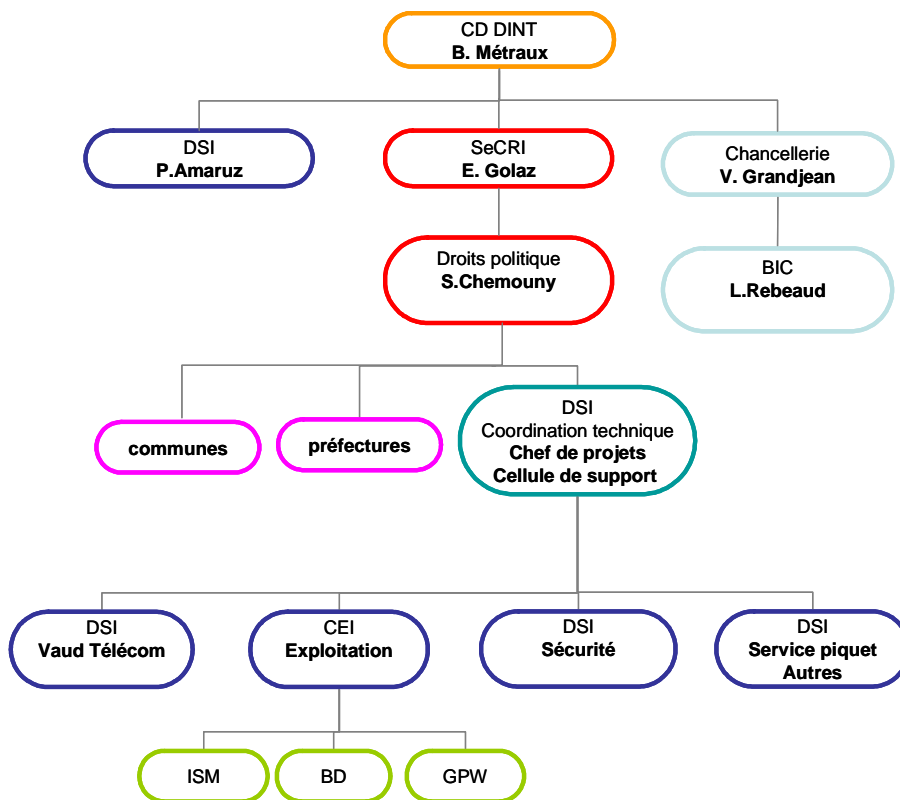 CD DINT
B. Métraux
DSI
P.Amaruz
SeCRI
E. Golaz
Chancellerie
V. Grandjean
Droits politique
S.Chemouny
BIC
L.Rebeaud
communes
préfectures
DSI
Coordination technique
Chef de projets
Cellule de support
DSI
Vaud Télécom
CEI
Exploitation
DSI
Sécurité
DSI
Service piquet
Autres
ISM
BD
GPW